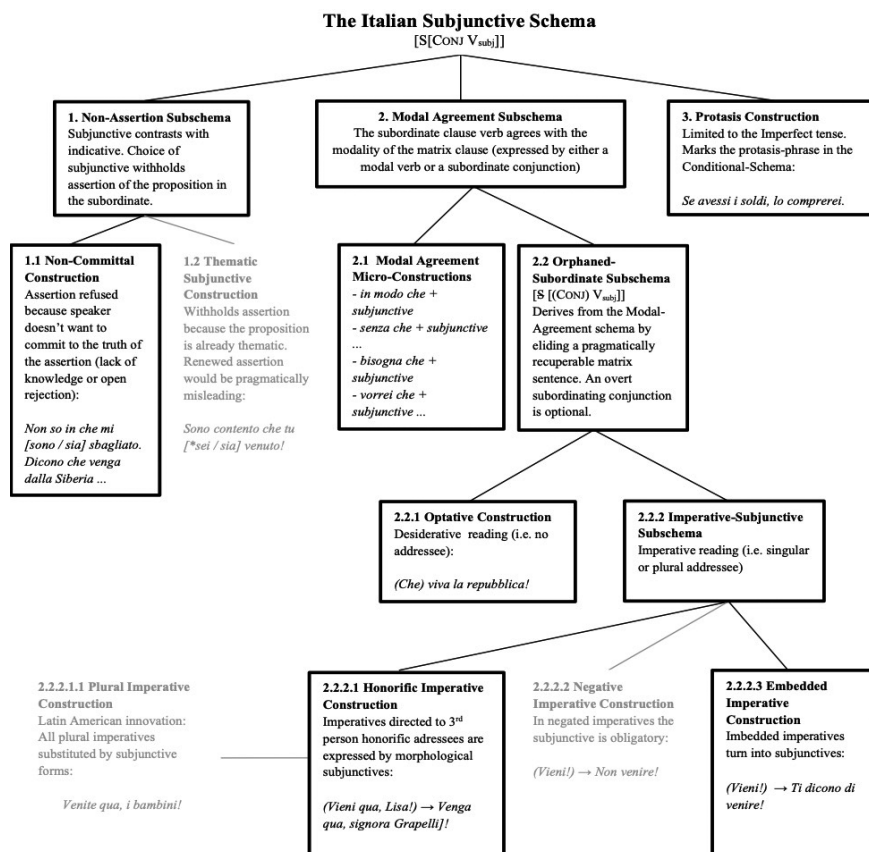 The Italian Subjunctive Schema
[S[CONJ Vsubj]]
1. Non-Assertion Subschema
Subjunctive contrasts with
indicative. Choice of
subjunctive withholds
assertion of the proposition in
the subordinate.
2. Modal Agreement Subschema
The subordinate clause verb agrees with the
modality of the matrix clause (expressed by either a
modal verb or a subordinate conjunction)
3. Protasis Construction
Limited to the Imperfect tense.
Marks the protasis-phrase in the
Conditional-Schema:
Se avessi i soldi, lo comprerei.
1.1 Non-Committal
Construction
Assertion refused
because speaker
doesn’t want to
commit to the truth of
the assertion (lack of
knowledge or open
rejection):
Non so in che mi
[sono / sia] sbagliato.
Dicono che venga
dalla Siberia ...
1.2 Thematic
Subjunctive
Construction
Withholds assertion
because the proposition
is already thematic.
Renewed assertion
would be pragmatically
misleading:
Sono contento che tu
[*sei / sia] venuto!
2.1 Modal Agreement
Micro-Constructions
- in modo che +
subjunctive
- senza che + subjunctive
...
- bisogna che +
subjunctive
- vorrei che +
subjunctive ...
2.2 Orphaned-
Subordinate Subschema
[S [(CONJ) Vsubj]]
Derives from the Modal-
Agreement schema by
eliding a pragmatically
recuperable matrix
sentence. An overt
subordinating conjunction
is optional.
2.2.1 Optative Construction
Desiderative reading (i.e. no
addressee):
(Che) viva la repubblica!
2.2.2 Imperative-Subjunctive
Subschema
Imperative reading (i.e. singular
or plural addressee)
2.2.2.1.1 Plural Imperative
Construction
Latin American innovation:
All plural imperatives
substituted by subjunctive
forms:
Venite qua, i bambini!
2.2.2.1 Honorific Imperative
Construction
Imperatives directed to 3rd
person honorific adressees are
expressed by morphological
subjunctives:
(Vieni qua, Lisa!) → Venga
qua, signora Grapelli]!
2.2.2.2 Negative
Imperative Construction
In negated imperatives the
subjunctive is obligatory:
(Vieni!) → Non venire!
2.2.2.3 Embedded
Imperative
Construction
Imbedded imperatives
turn into subjunctives:
(Vieni!) → Ti dicono di
venire!